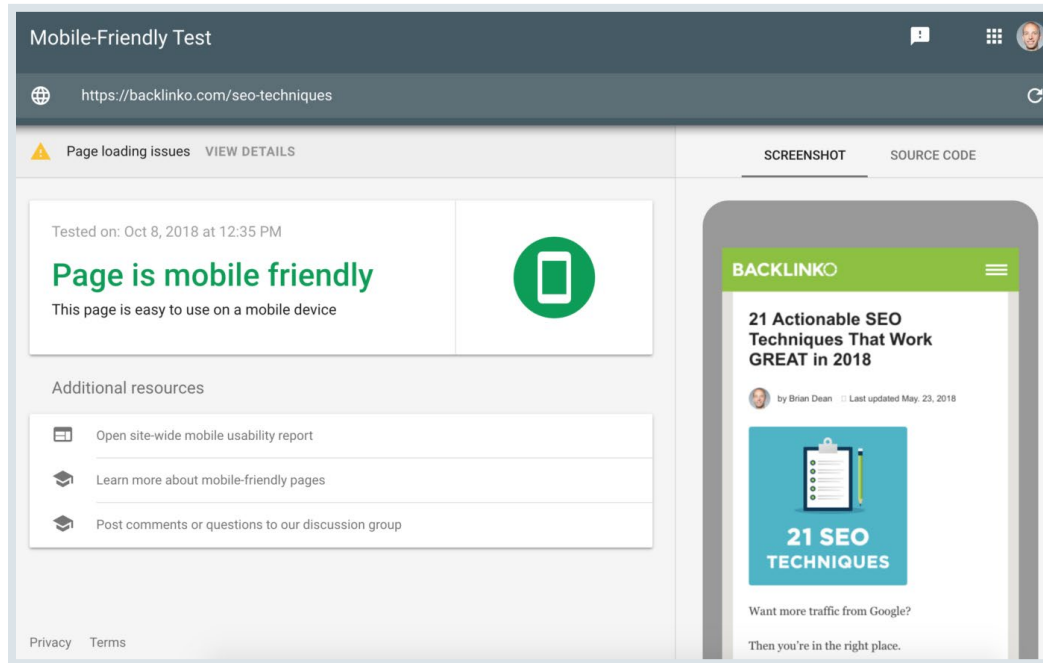 Mobile-Friendly Test
https://backlinko.com/seo-techniques
Page loading issues VIEW DETAILS
Tested on: Oct 8, 2018 at 12:35 PM
Page is mobile friendly
This page is easy to use on a mobile device
Additional resources
Open site-wide mobile usability report
Learn more about mobile-friendly pages
Post comments or questions to our discussion group
Privacy Terms
SCREENSHOT SOURCE CODE
BACKLINKO
21 Actionable SEO
Techniques That Work
GREAT in 2018
by Brian Dean Last updated May. 23, 2018
21 SEO
TECHNIQUES
Want more traffic from Google?
Then you're in the right place.